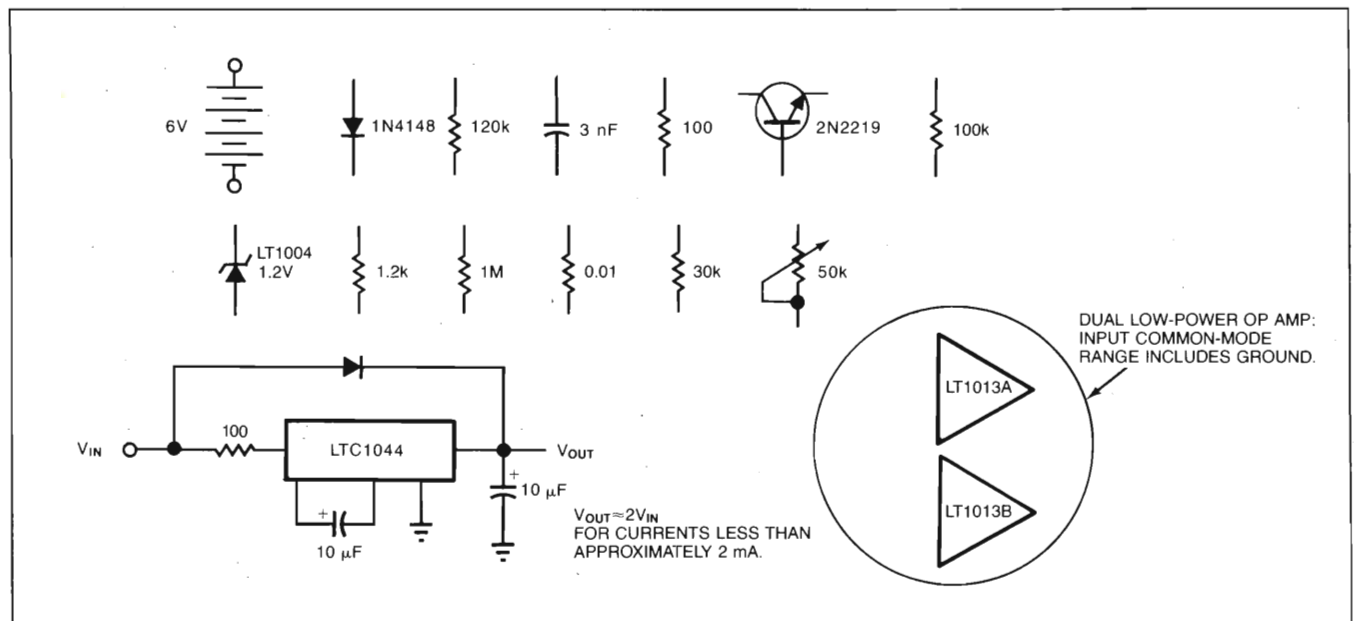 6V
1N4148
120k
3 nF
100
2N2219
100k
LT1004
1.2V
1.2k
1M
0.01
30k
50k
DUAL LOW-POWER OP AMP:
INPUT COMMON-MODE
RANGE INCLUDES GROUND.
LT1013A
LT1013B
VIN
100
LTC1044
VOUT
+
10 µF
+
10 µF
VOUT≈2VIN
FOR CURRENTS LESS THAN
APPROXIMATELY 2 mA.